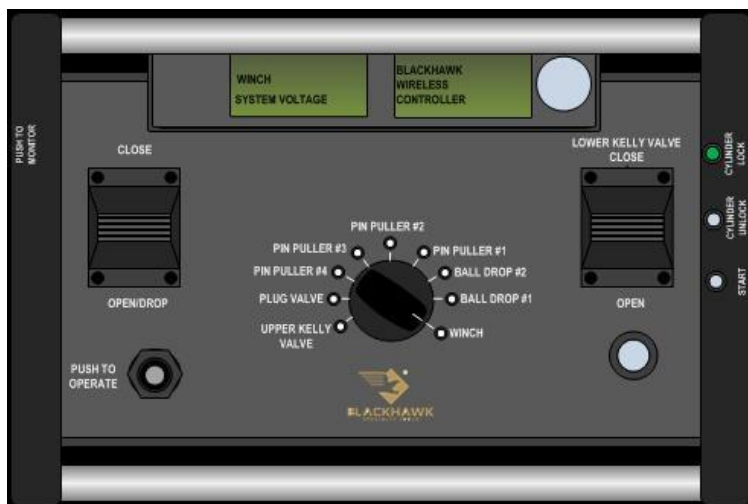 WINCH
SYSTEM VOLTAGE
BLACKHAWK
WIRELESS
CONTROLLER
PUSH TO
MONITOR
CLOSE
LOWER KELLY VALVE
CLOSE
CYLINDER
LOCK
CYLINDER
UNLOCK
START
PIN PULLER #2
PIN PULLER #3
PIN PULLER #1
PIN PULLER #4
BALL DROP #2
PLUG VALVE
BALL DROP #1
UPPER KELLY
VALVE
WINCH
OPEN/DROP
OPEN
PUSH TO
OPERATE
BLACKHAWK
SPECIALTY TOOLS